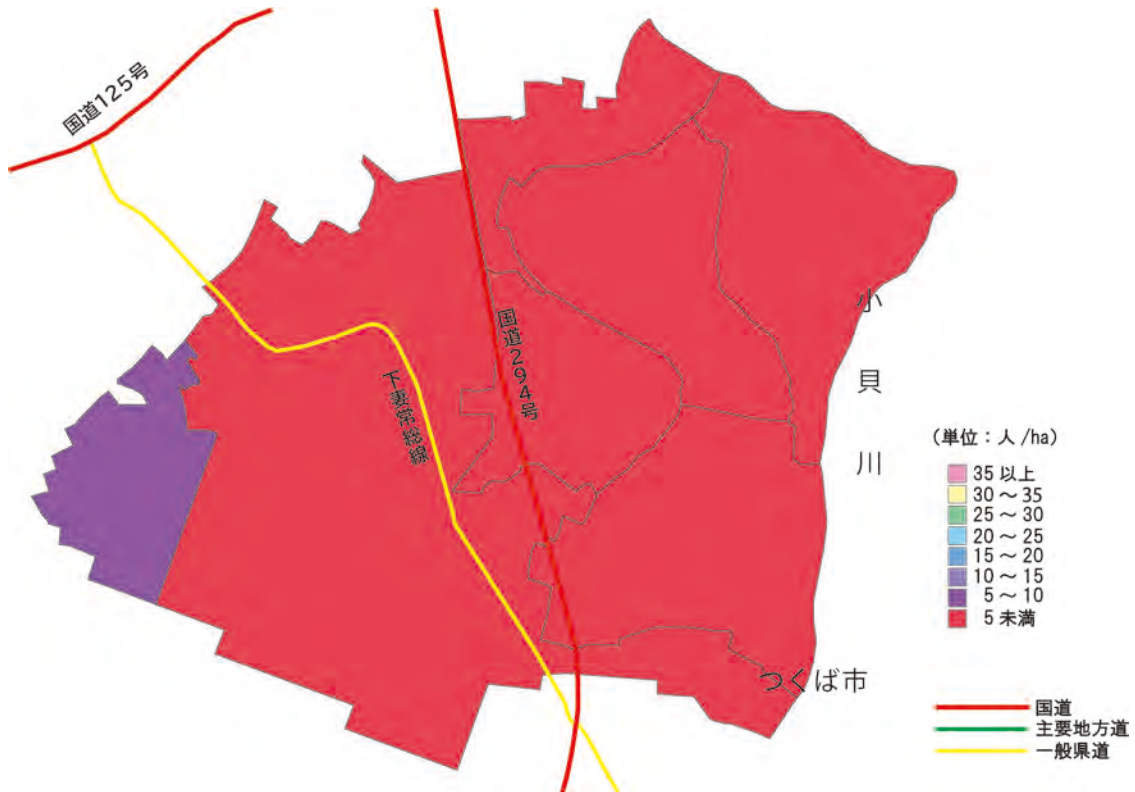 国道125号
国道294号
下妻常総線
小貝川
つくば市
（単位：人 /ha）
35 以上
30 ～ 35
25 ～ 30
20 ～ 25
15 ～ 20
10 ～ 15
5 ～ 10
5 未満
国道
主要地方道
一般県道